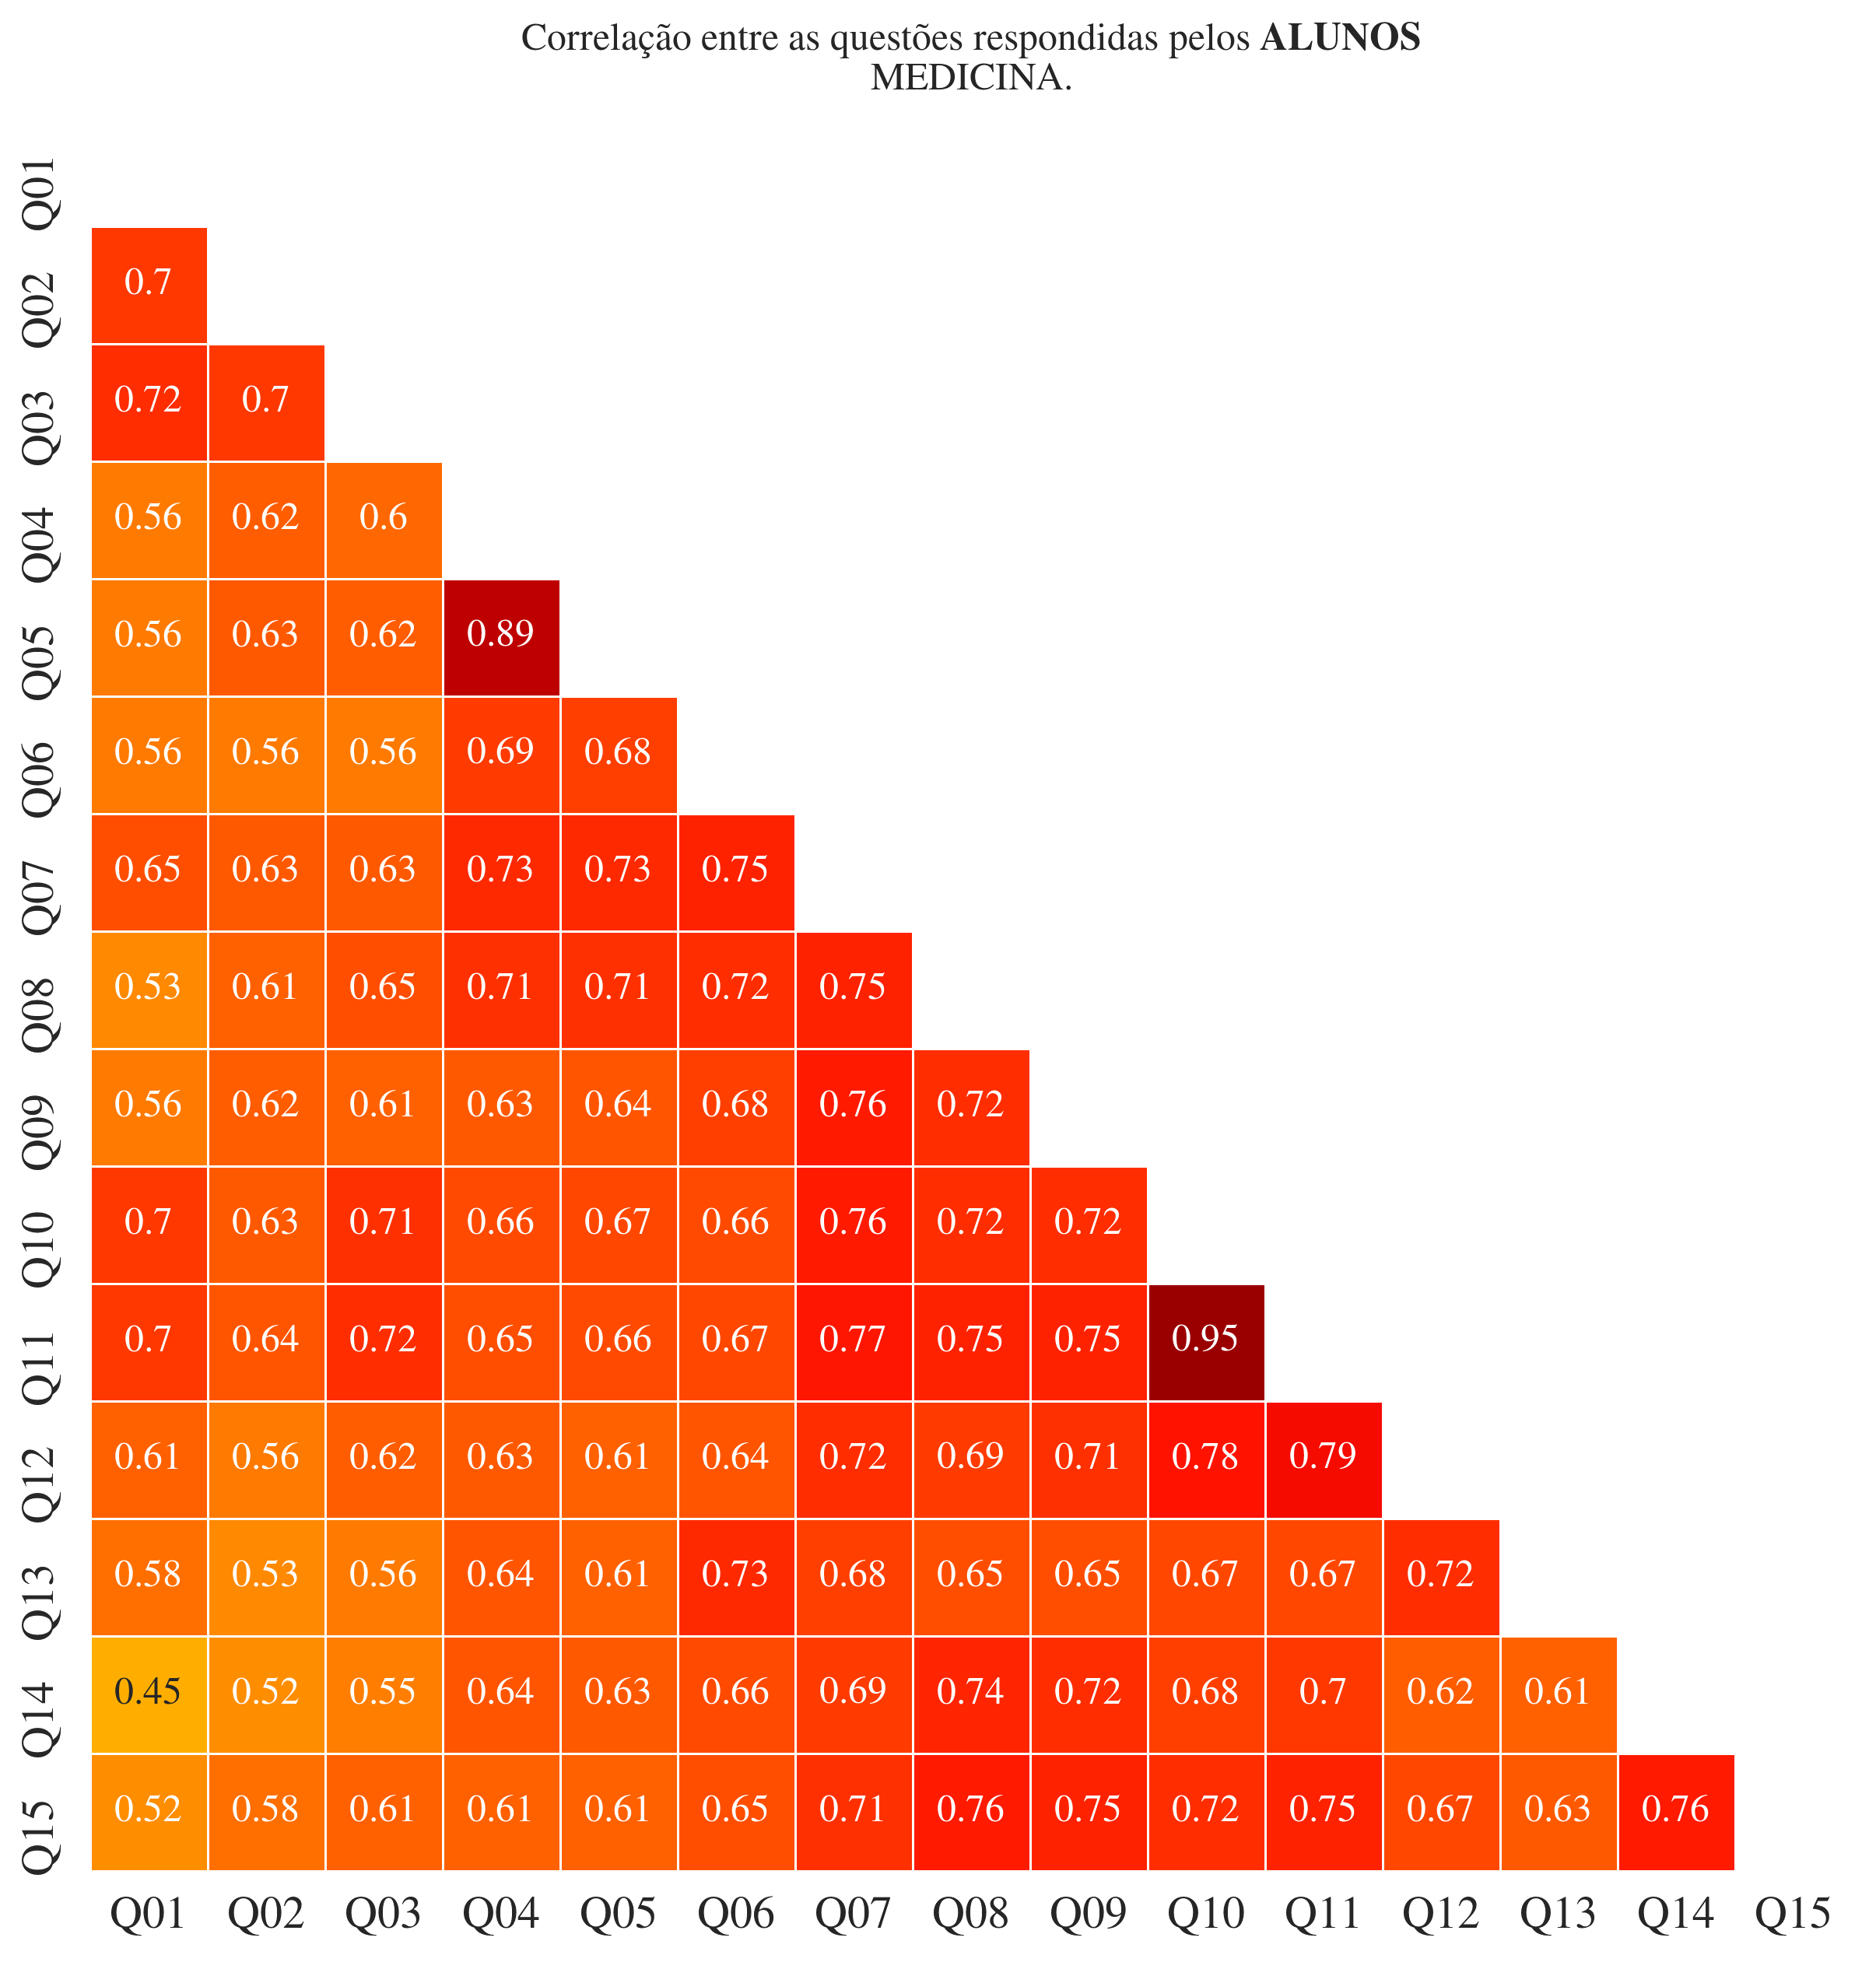 Correlação entre as questões respondidas pelos ALUNOS
MEDICINA.
Q01
Q02 0.7
Q03 0.72 0.7
Q04 0.56 0.62 0.6
Q05 0.56 0.63 0.62 0.89
Q06 0.56 0.56 0.56 0.69 0.68
Q07 0.65 0.63 0.63 0.73 0.73 0.75
Q08 0.53 0.61 0.65 0.71 0.71 0.72 0.75
Q09 0.56 0.62 0.61 0.63 0.64 0.68 0.76 0.72
Q10 0.7 0.63 0.71 0.66 0.67 0.66 0.76 0.72 0.72
Q11 0.7 0.64 0.72 0.65 0.66 0.67 0.77 0.75 0.75 0.95
Q12 0.61 0.56 0.62 0.63 0.61 0.64 0.72 0.69 0.71 0.78 0.79
Q13 0.58 0.53 0.56 0.64 0.61 0.73 0.68 0.65 0.65 0.67 0.67 0.72
Q14 0.45 0.52 0.55 0.64 0.63 0.66 0.69 0.74 0.72 0.68 0.7 0.62 0.61
Q15 0.52 0.58 0.61 0.61 0.61 0.65 0.71 0.76 0.75 0.72 0.75 0.67 0.63 0.76
Q01 Q02 Q03 Q04 Q05 Q06 Q07 Q08 Q09 Q10 Q11 Q12 Q13 Q14 Q15